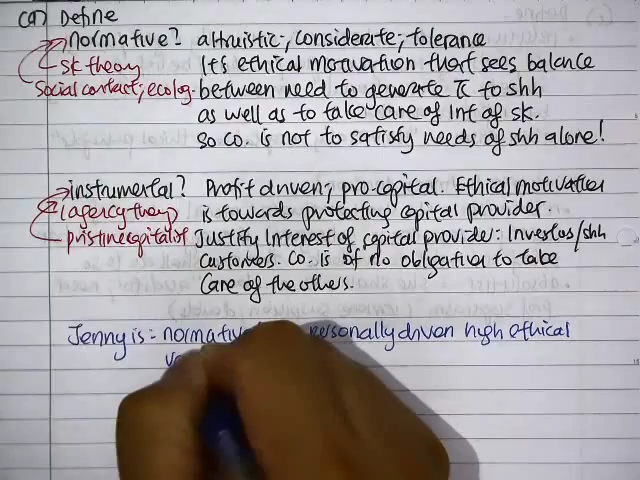 (a) Define
normative? altruistic; considerate; tolerance
sk theory It's ethical motivation that sees balance
Social contact; ecolog. between need to generate π to shh
as well as to take care of Int of sk.
so co. is not to satisfy needs of shh alone!
instrumental? Profit driven; pro-capital. Ethical motivation
agency theory is towards protecting capital provider.
pristine capitalist Justify Interest of capital provider: Investors/shh
customers. Co. is of no obligation to take
care of the others.
Jenny is = normative personally driven high ethical